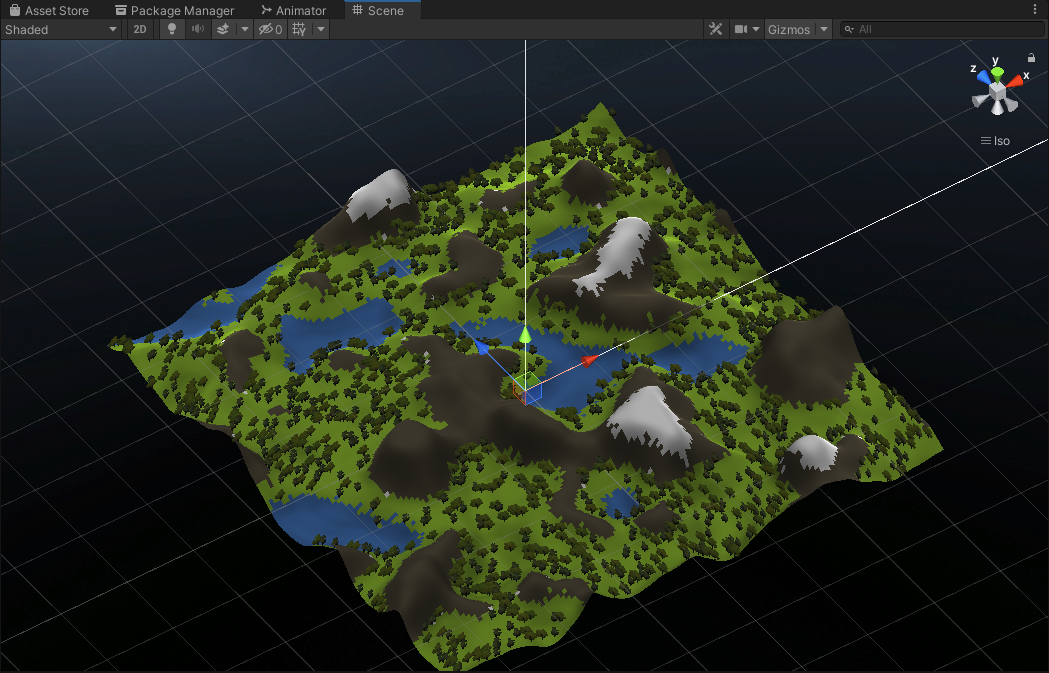 Asset Store Package Manager Animator Scene
Shaded 2D 0 Gizmos All
y
z x
Iso